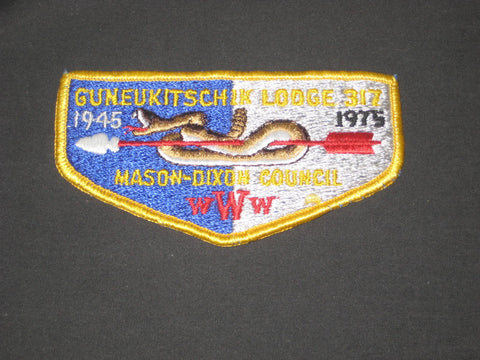 GUNEUKITSCHIK LODGE 317
1945 1975
MASON-DIXON COUNCIL
WWW